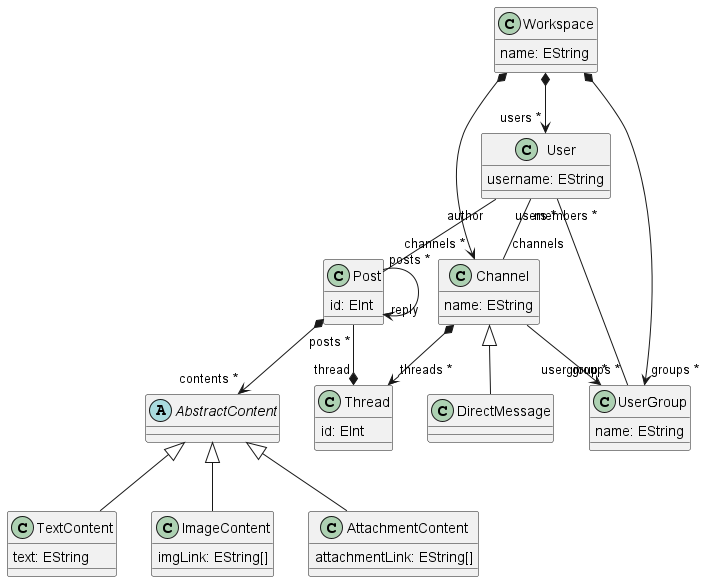 C Workspace
name: EString
users *
C User
username: EString
author
users *
members *
channels *
channels
posts *
C Post
id: EInt
reply
C Channel
name: EString
posts *
contents *
thread
threads *
groups *
groups *
A AbstractContent
C Thread
id: EInt
C DirectMessage
C UserGroup
name: EString
C TextContent
text: EString
C ImageContent
imgLink: EString[]
C AttachmentContent
attachmentLink: EString[]